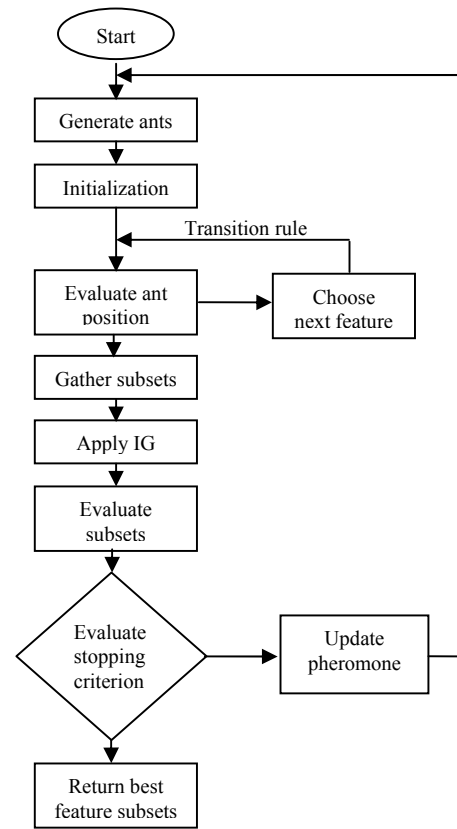 Start
Generate ants
Initialization
Transition rule
Evaluate ant
position
Choose
next feature
Gather subsets
Apply IG
Evaluate
subsets
Evaluate
stopping
criterion
Update
pheromone
Return best
feature subsets